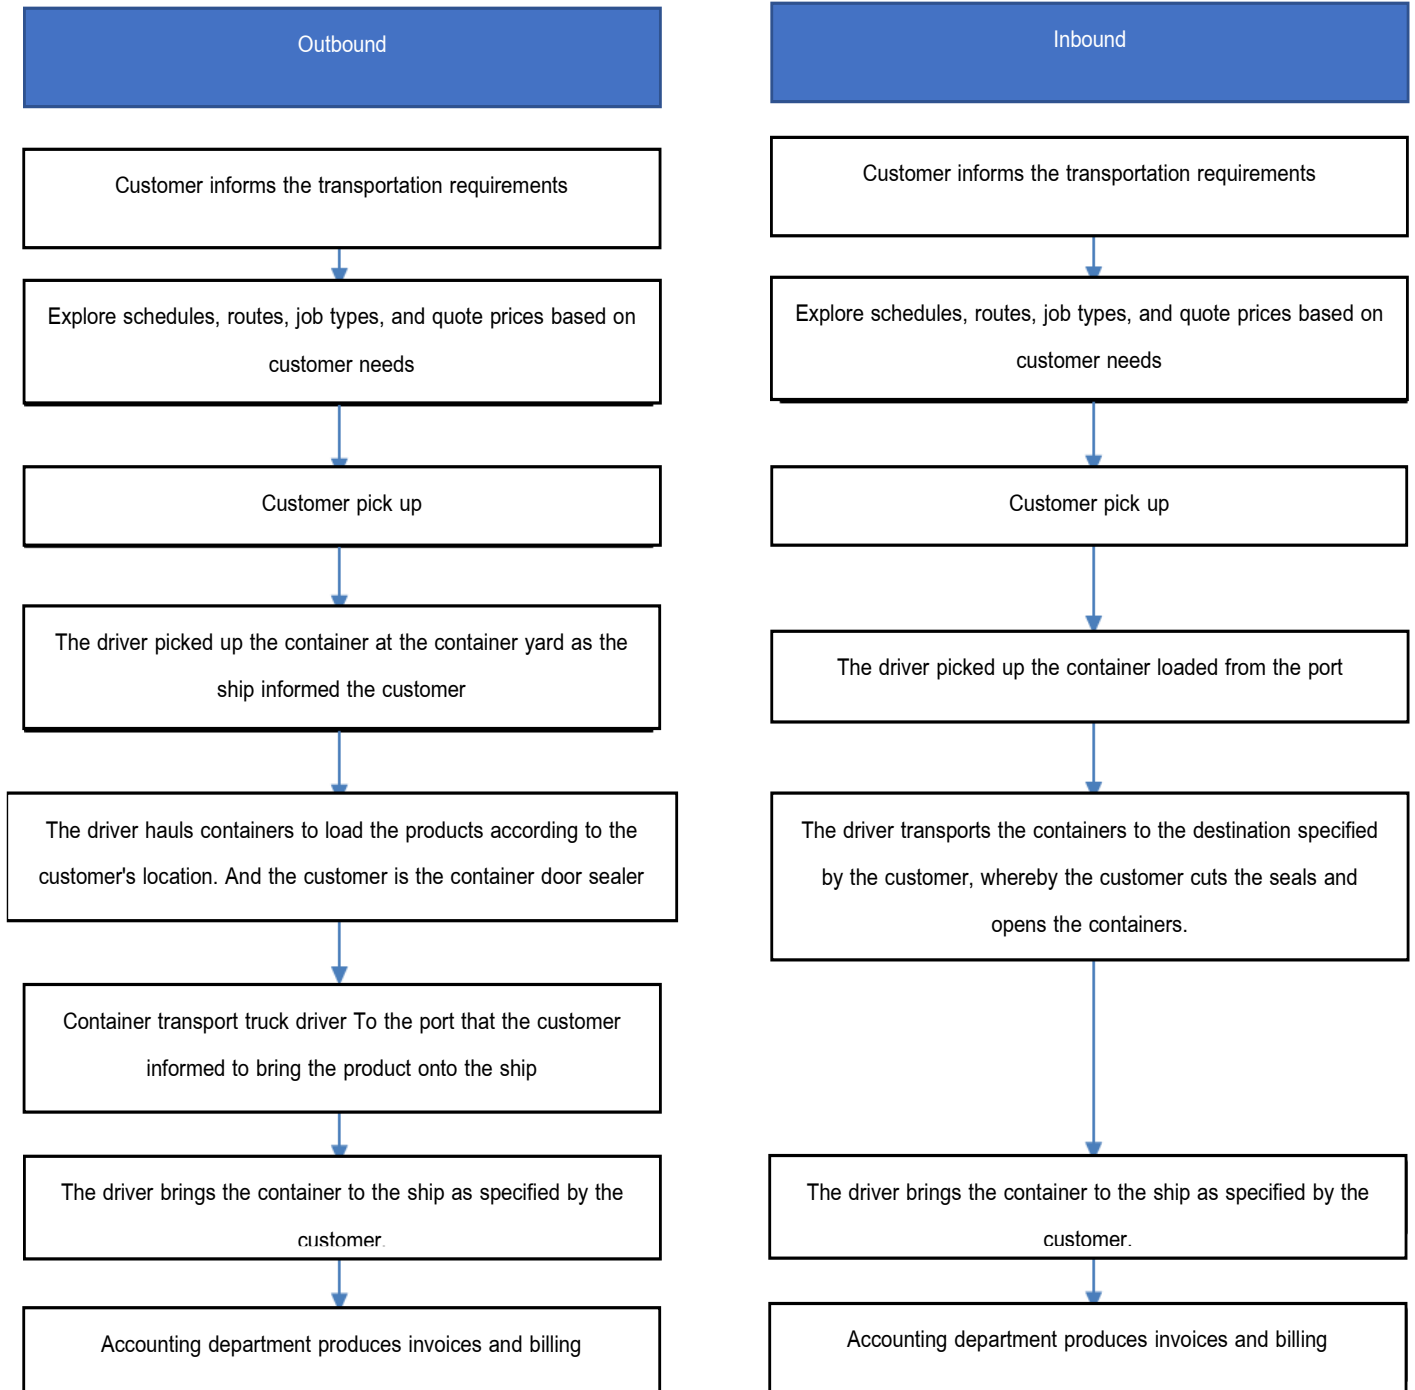 Outbound
Customer informs the transportation requirements
Explore schedules, routes, job types, and quote prices based on
customer needs
Customer pick up
The driver picked up the container at the container yard as the
ship informed the customer
The driver hauls containers to load the products according to the
customer's location. And the customer is the container door sealer
Container transport truck driver To the port that the customer
informed to bring the product onto the ship
The driver brings the container to the ship as specified by the
customer.
Accounting department produces invoices and billing
Inbound
Customer informs the transportation requirements
Explore schedules, routes, job types, and quote prices based on
customer needs
Customer pick up
The driver picked up the container loaded from the port
The driver transports the containers to the destination specified
by the customer, whereby the customer cuts the seals and
opens the containers.
The driver brings the container to the ship as specified by the
customer.
Accounting department produces invoices and billing